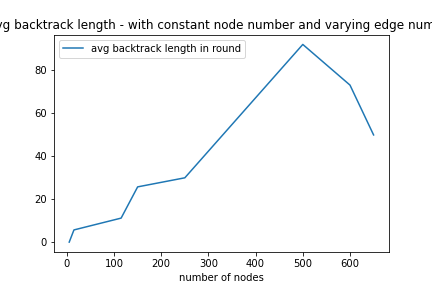 vg backtrack length - with constant node number and varying edge num
avg backtrack length in round
80
60
40
20
0
0 100 200 300 400 500 600
number of nodes